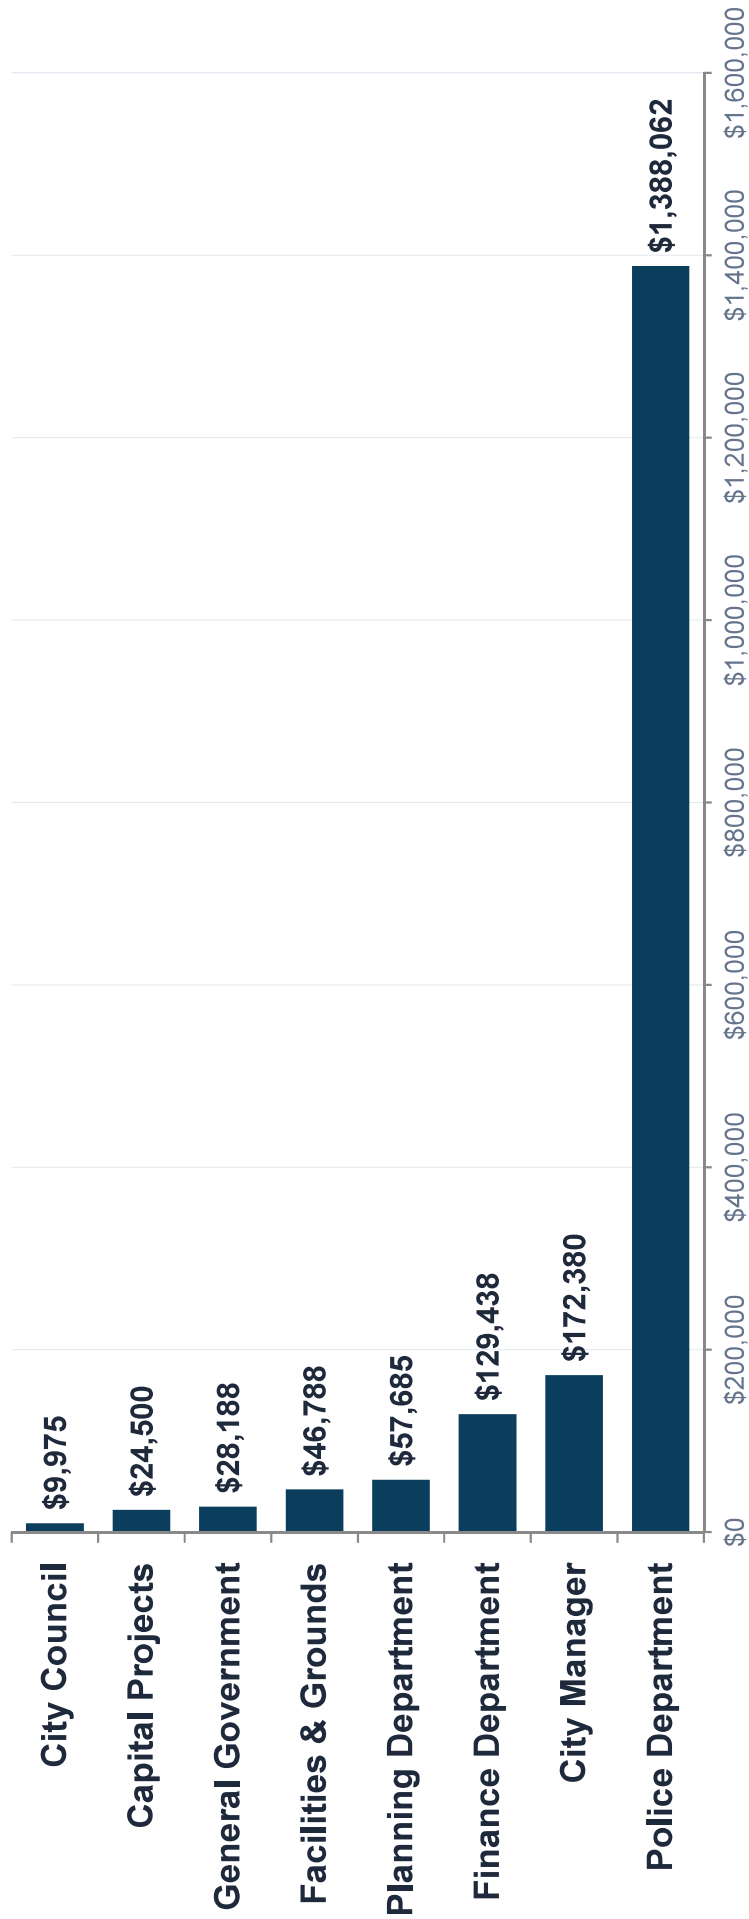 City Council
$9,975
Capital Projects
$24,500
General Government
$28,188
Facilities & Grounds
$46,788
Planning Department
$57,685
Finance Department
$129,438
City Manager
$172,380
Police Department
$1,388,062
$0
$200,000
$400,000
$600,000
$800,000
$1,000,000
$1,200,000
$1,400,000
$1,600,000